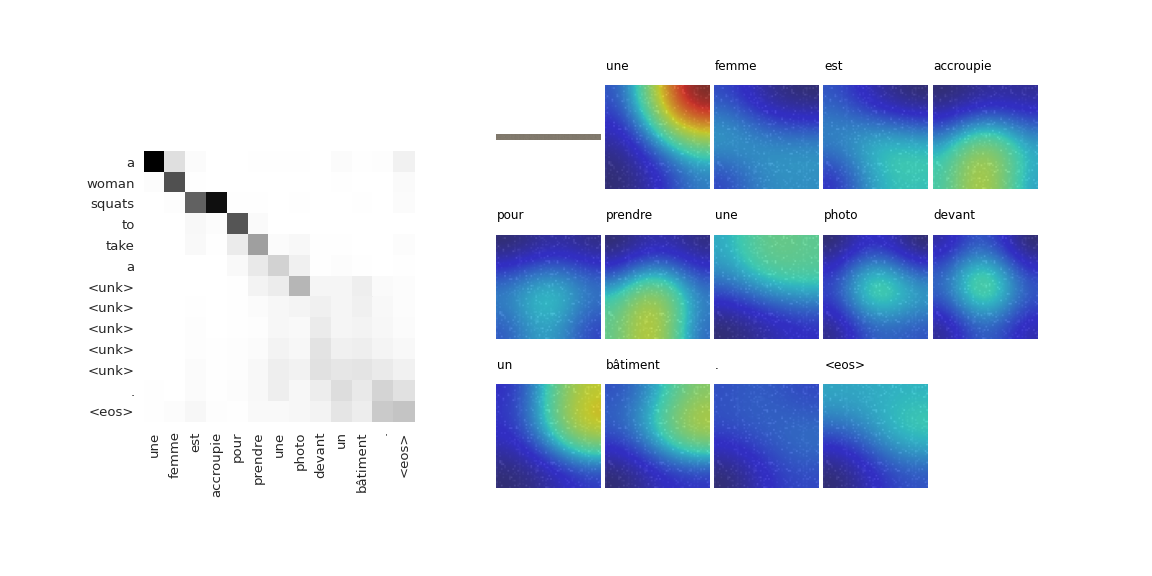 a
woman
squats
to
take
a
<unk>
<unk>
<unk>
<unk>
<unk>
.
<eos>
une
femme
est
accroupie
pour
prendre
une
photo
devant
un
bâtiment
.
<eos>
une femme est accroupie
pour prendre une photo devant
un bâtiment . <eos>